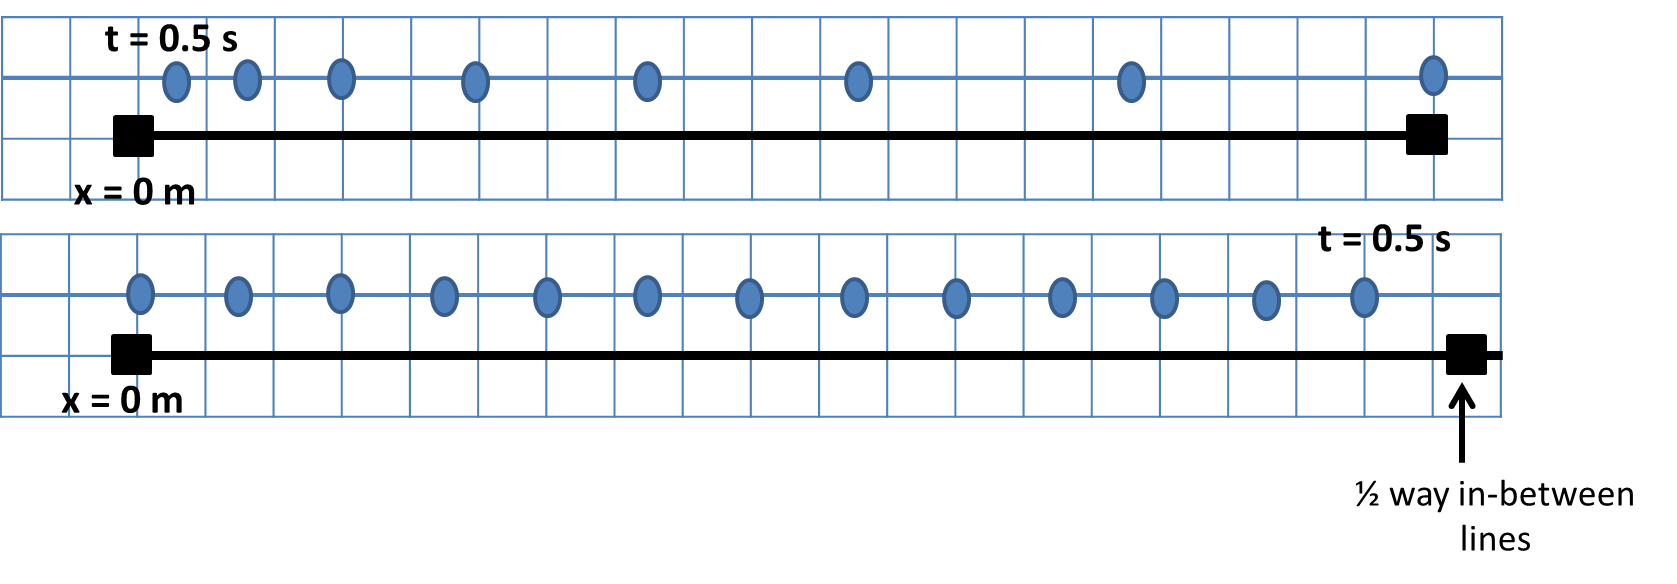 t = 0.5 s
x = 0 m
t = 0.5 s
x = 0 m
½ way in-between
lines